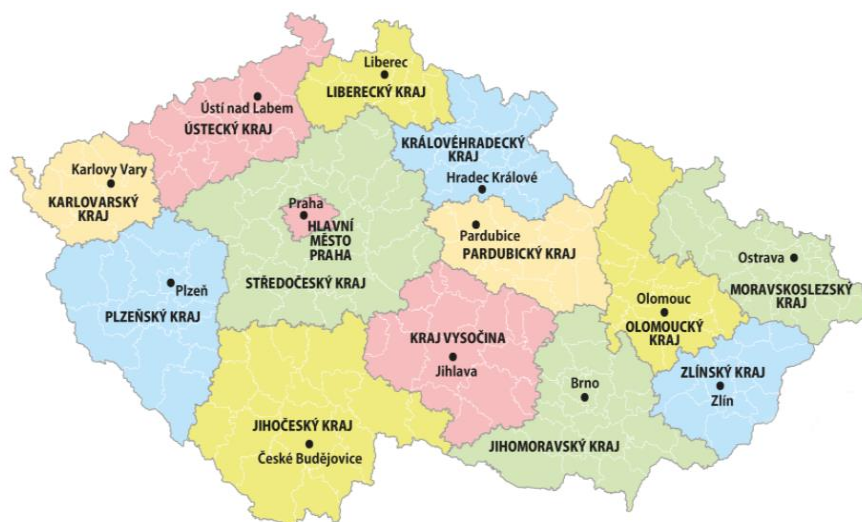 Liberec
LIBERECKÝ KRAJ
Ústí nad Labem
ÚSTECKÝ KRAJ
KRÁLOVÉHRADECKÝ
KRAJ
Hradec Králové
Karlovy Vary
KARLOVARSKÝ
KRAJ
Praha
HLAVNÍ
MĚSTO
PRAHA
Pardubice
PARDUBICKÝ KRAJ
Ostrava
MORAVSKOSLEZSKÝ
KRAJ
Plzeň
PLZEŇSKÝ KRAJ
STŘEDOČESKÝ KRAJ
Olomouc
OLOMOUCKÝ
KRAJ
KRAJ VYSOČINA
Jihlava
ZLÍNSKÝ KRAJ
Zlín
Brno
JIHOMORAVSKÝ KRAJ
JIHOČESKÝ KRAJ
České Budějovice